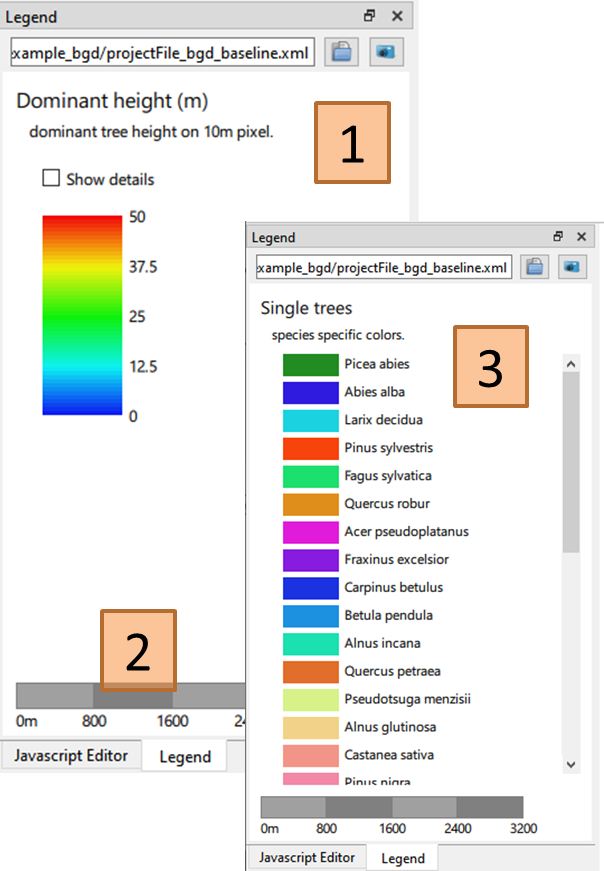 Legend
xample_bgd/projectFile_bgd_baseline.xml
Dominant height (m)
dominant tree height on 10m pixel.
1
Show details
50
37.5
25
12.5
0
2
0m 800 1600
Javascript Editor Legend
Legend
xample_bgd/projectFile_bgd_baseline.xml
Single trees
species specific colors.
3
Picea abies
Abies alba
Larix decidua
Pinus sylvestris
Fagus sylvatica
Quercus robur
Acer pseudoplatanus
Fraxinus excelsior
Carpinus betulus
Betula pendula
Alnus incana
Quercus petraea
Pseudotsuga menzisii
Alnus glutinosa
Castanea sativa
Pinus nigra
0m 800 1600 2400 3200
Javascript Editor Legend